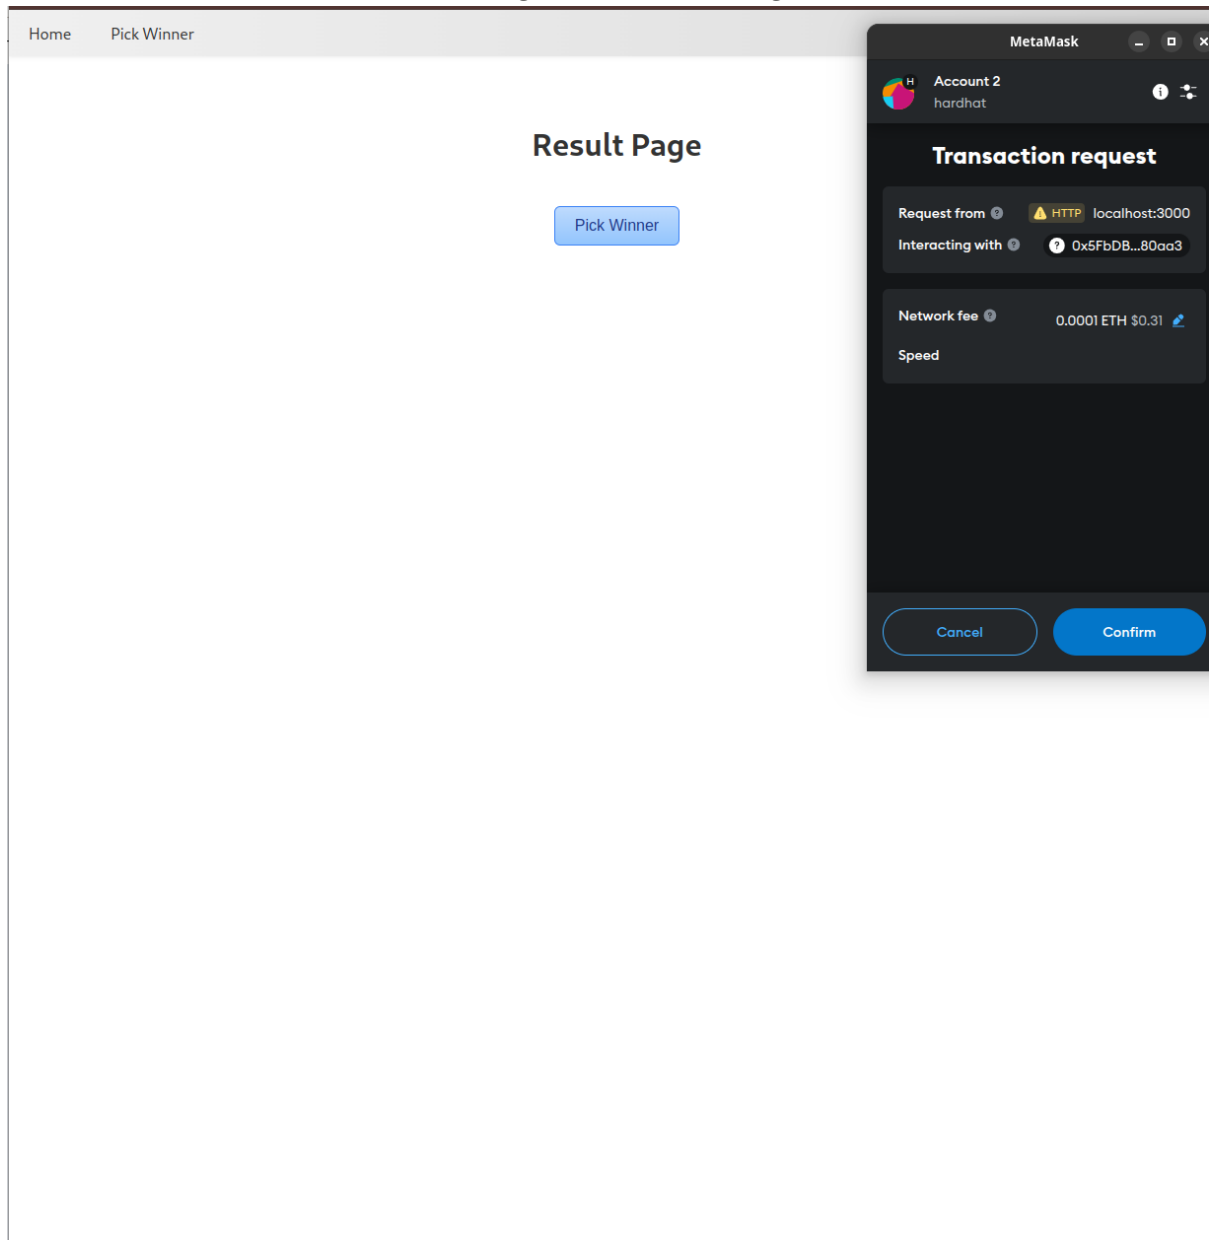 Home Pick Winner
Result Page
Pick Winner
MetaMask
H
Account 2
hardhat
Transaction request
Request from HTTP localhost:3000
Interacting with 0x5FbDB...80aa3
Network fee 0.0001 ETH $0.31
Speed
Cancel Confirm